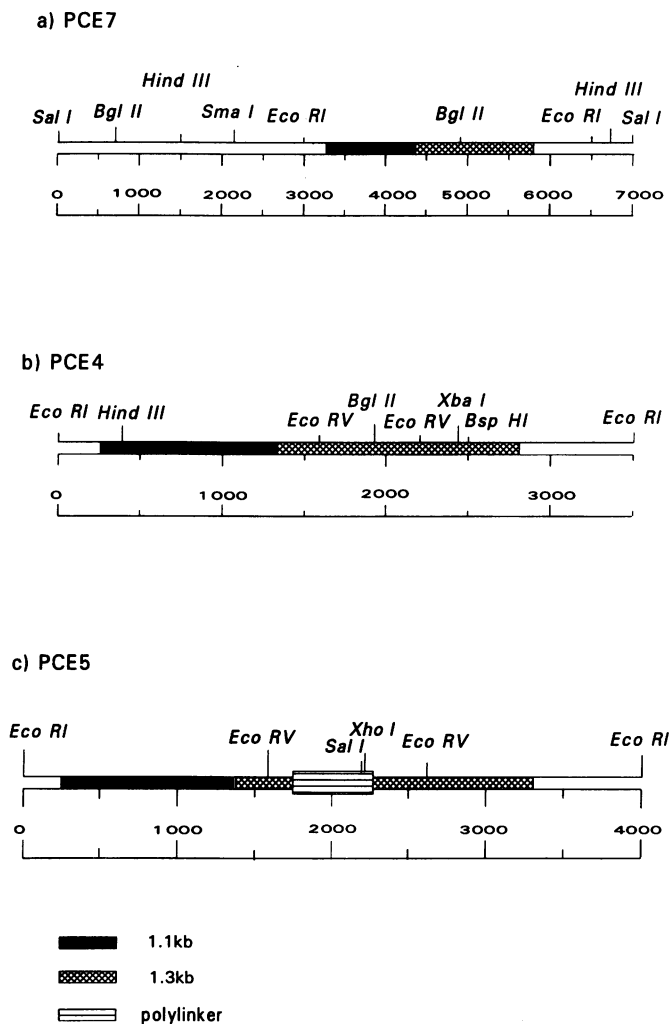 a) PCE7
Hind III
Hind III
Sal I Bgl II Sma I Eco RI Bgl II Eco RI Sal I
0 1000 2000 3000 4000 5000 6000 7000
b) PCE4
Bgl II Xba I
Eco RI Hind III Eco RV Eco RV Bsp HI Eco RI
0 1000 2000 3000
c) PCE5
Xho I
Eco RI Eco RV Sal I Eco RV Eco RI
0 1000 2000 3000 4000
1.1kb
1.3kb
polylinker